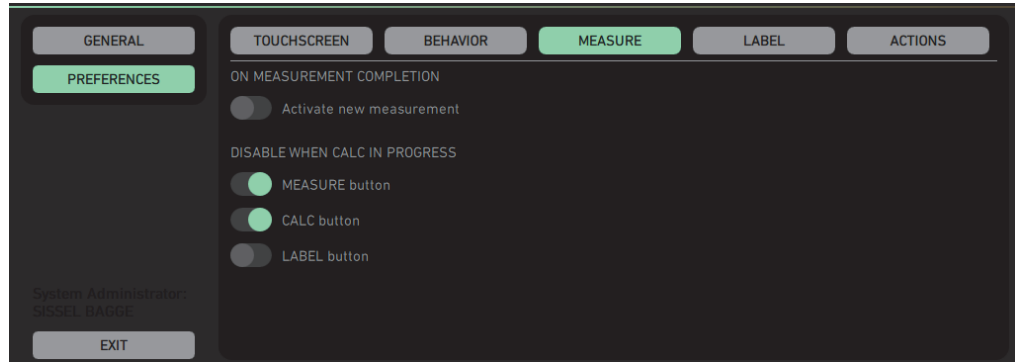 GENERAL
PREFERENCES
TOUCHSCREEN BEHAVIOR MEASURE LABEL ACTIONS
ON MEASUREMENT COMPLETION
Activate new measurement
DISABLE WHEN CALC IN PROGRESS
MEASURE button
CALC button
LABEL button
System Administrator:
SISSEL BAGGE
EXIT